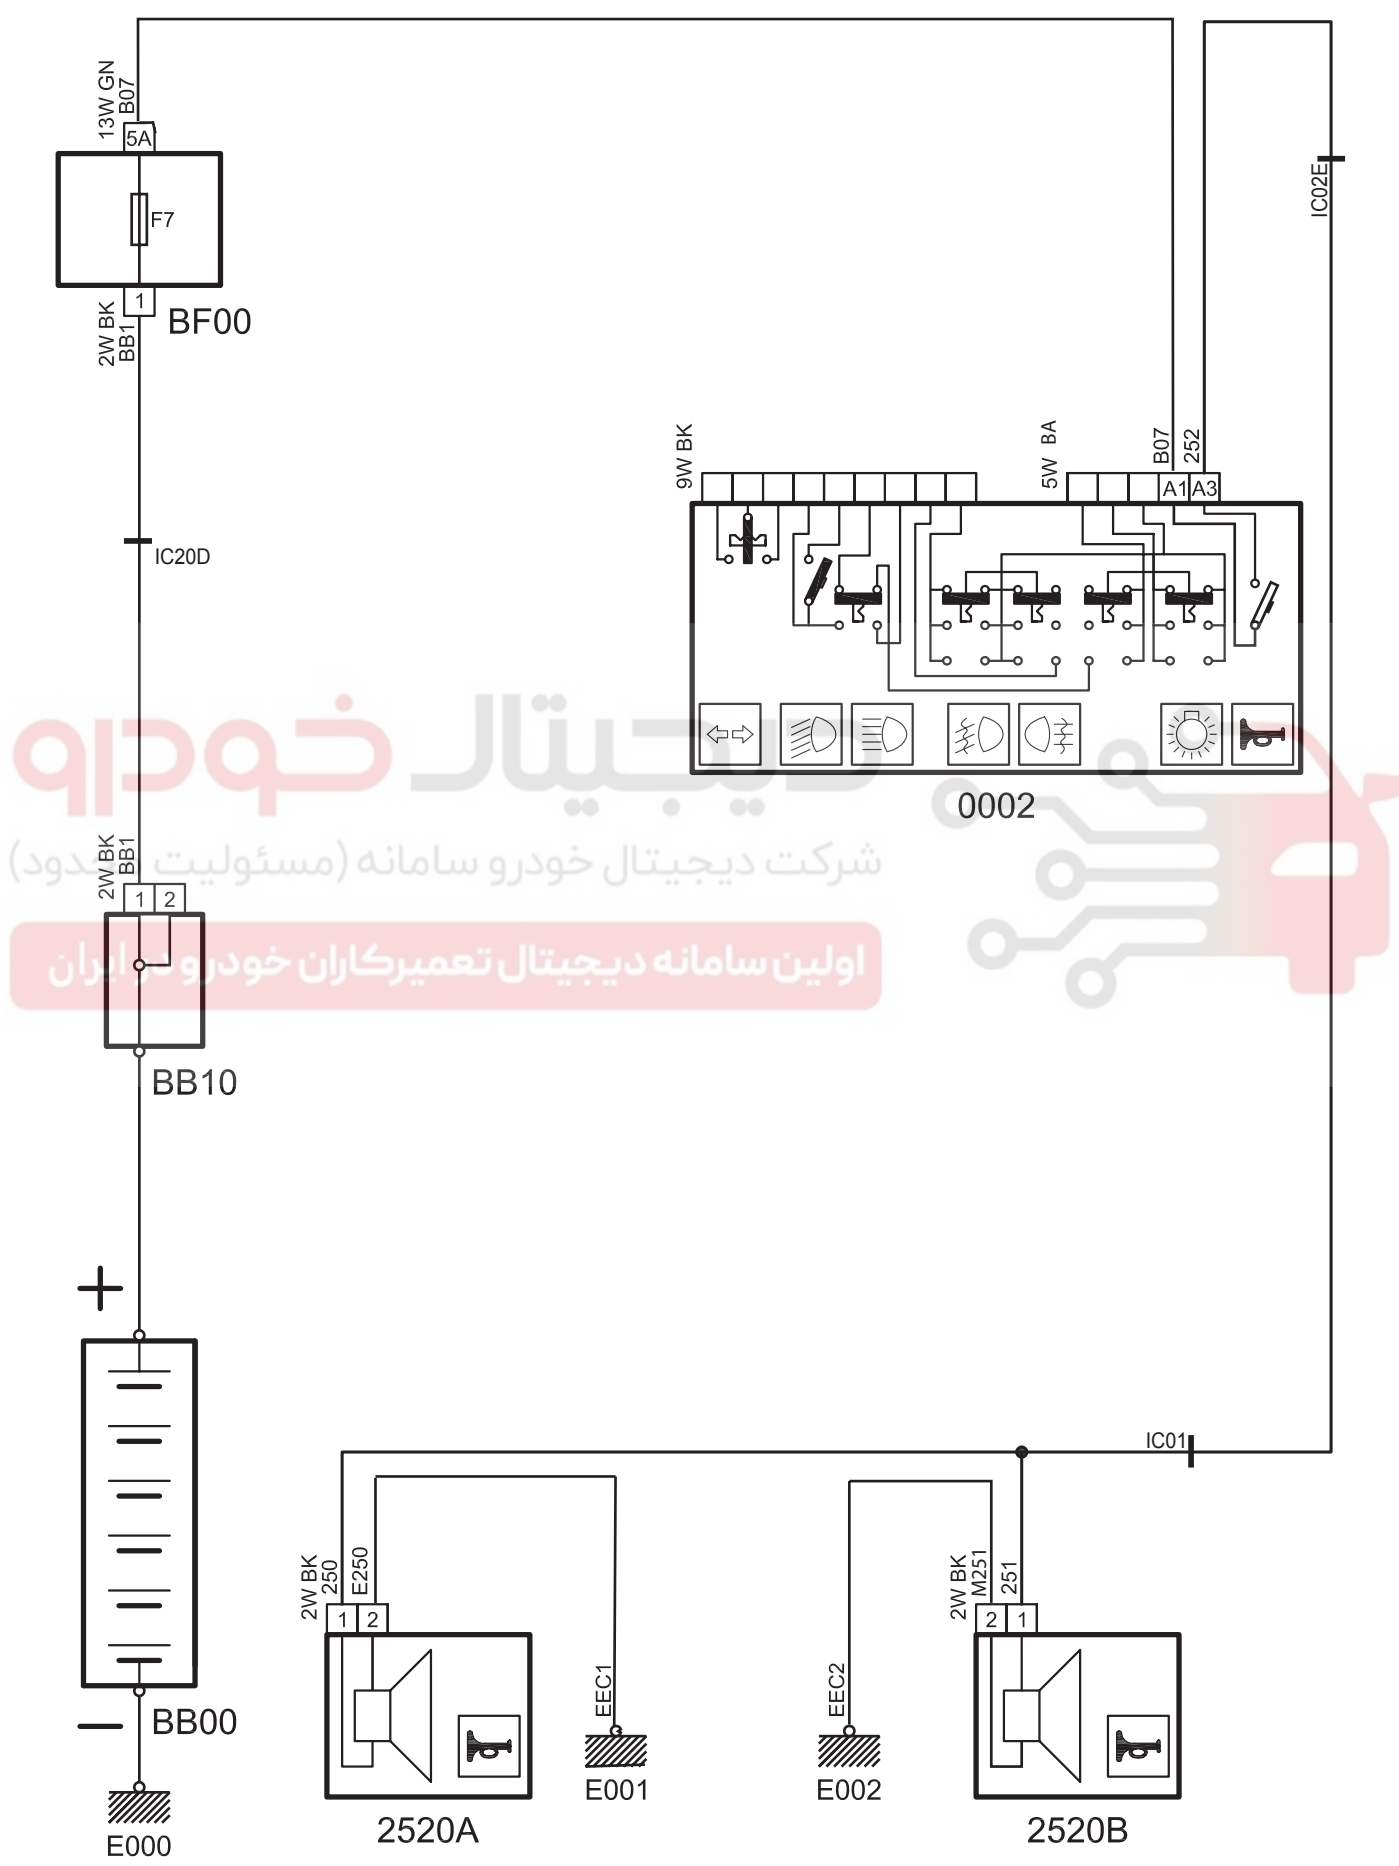 13W GN
B07
5A
F7
1
2W BK
BB1
BF00
IC20D
IC02E
9W BK
5W BA
B07
252
A1 A3
0002
دیجیتال خودرو
شرکت دیجیتال خودرو سامانه (مسئولیت محدود)
اولین سامانه دیجیتال تعمیرکاران خودرو در ایران
2W BK
BB1
1 2
BB10
+
−
BB00
E000
IC01
2W BK
250
E250
1 2
EEC1
E001
2520A
EEC2
E002
2W BK
M251
251
2 1
2520B